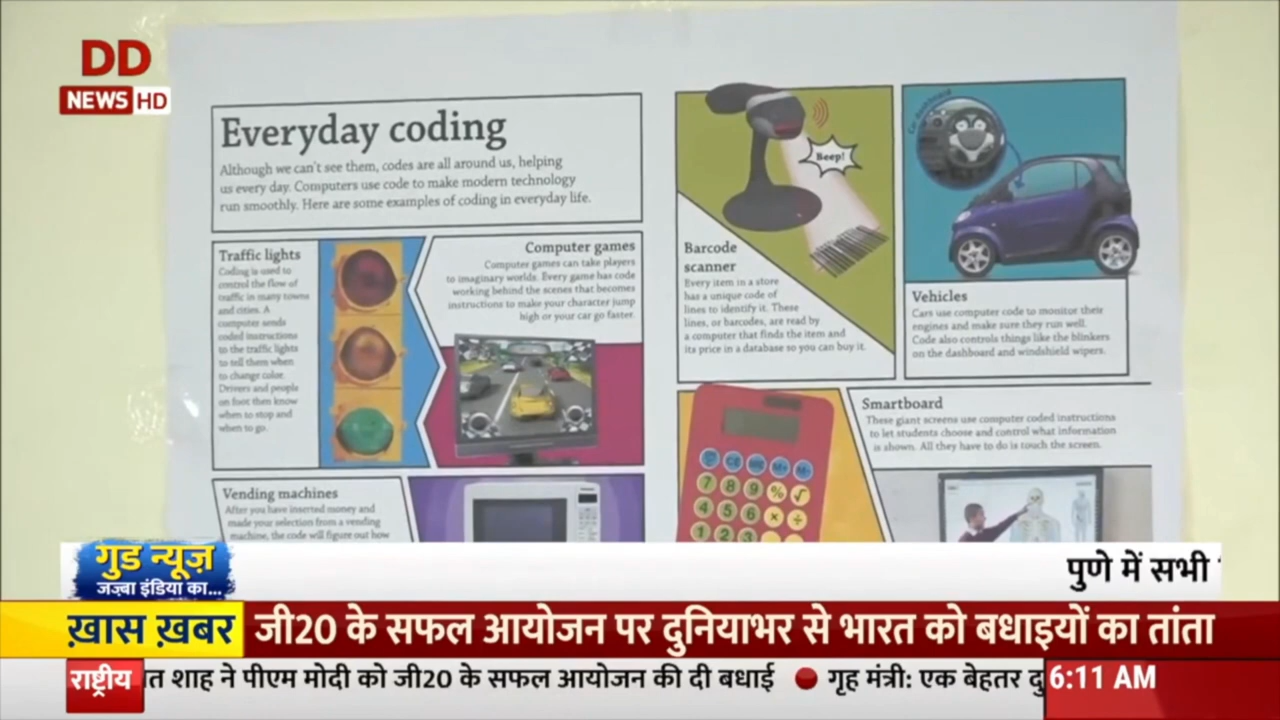 DD
NEWS HD
Everyday coding
Although we can't see them, codes are all around us, helping
us every day. Computers use code to make modern technology
run smoothly. Here are some examples of coding in everyday life.
Traffic lights
Coding is used to
control the flow of
traffic in many towns
and cities. A
computer sends
coded instructions
to the traffic lights
to tell them when
to change color.
Drivers and people
on foot then know
when to stop and
when to go.
Computer games
Computer games can take players
to imaginary worlds. Every game has code
working behind the scenes that becomes
instructions to make your character jump
high or your car go faster.
Beep!
Barcode
scanner
Every item in a store
has a unique code of
lines to identify it. These
lines, or barcodes, are read by
a computer that finds the item and
its price in a database so you can buy it.
Car dashboard
Vehicles
Cars use computer code to monitor their
engines and make sure they run well.
Code also controls things like the blinkers
on the dashboard and windshield wipers.
Vending machines
After you have inserted money and
made your selection from a vending
machine, the code will figure out how
CE M+ M-
7 8 9 % √
4 5 6 × ÷
1 2 3
Smartboard
These giant screens use computer coded instructions
to let students choose and control what information
is shown. All they have to do is touch the screen.
गुड न्यूज़
जज़्बा इंडिया का...
पुणे में सभी
ख़ास ख़बर
जी20 के सफल आयोजन पर दुनियाभर से भारत को बधाइयों का तांता
राष्ट्रीय
त शाह ने पीएम मोदी को जी20 के सफल आयोजन की दी बधाई
गृह मंत्री: एक बेहतर दु
6:11 AM